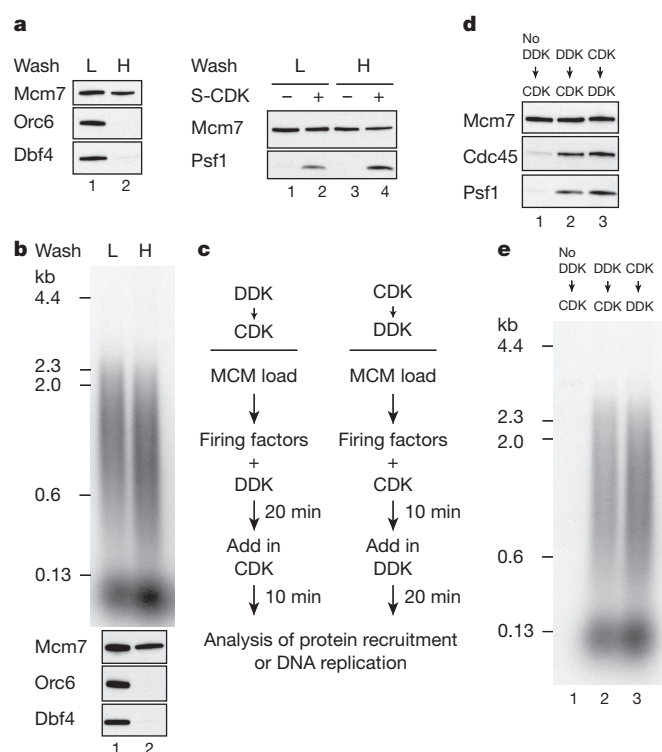 a
Wash L H
Mcm7
Orc6
Dbf4
1 2
Wash L H
S-CDK – + – +
Mcm7
Psf1
1 2 3 4
d
No
DDK DDK CDK
CDK CDK DDK
Mcm7
Cdc45
Psf1
1 2 3
b Wash L H
kb
4.4
2.3
2.0
0.6
0.13
Mcm7
Orc6
Dbf4
1 2
c
DDK CDK
CDK DDK
MCM load MCM load
Firing factors Firing factors
+ +
DDK CDK
20 min 10 min
Add in Add in
CDK DDK
10 min 20 min
Analysis of protein recruitment
or DNA replication
e
No
DDK DDK CDK
CDK CDK DDK
kb
4.4
2.3
2.0
0.6
0.13
1 2 3